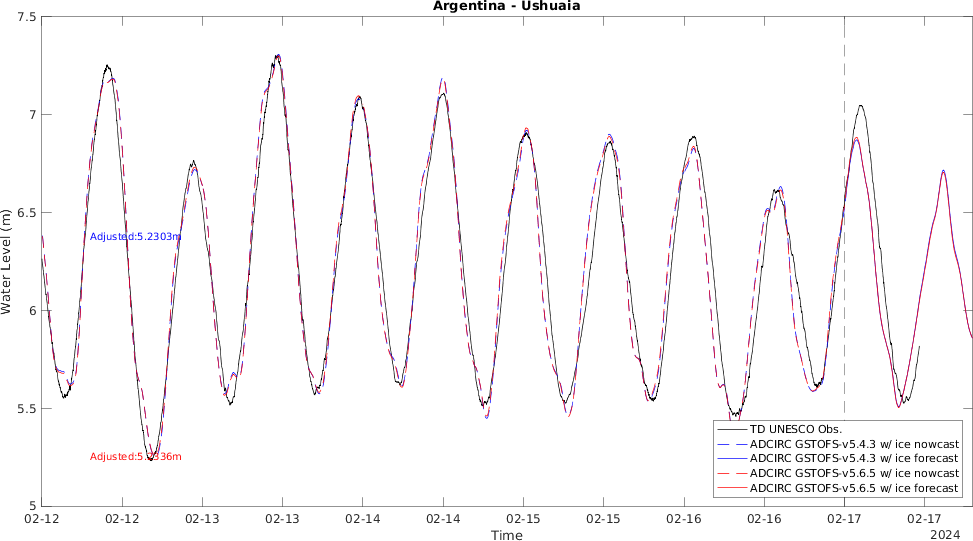 Argentina - Ushuaia
7.5
7
6.5
6
5.5
5
Water Level (m)
Adjusted:5.2303m
Adjusted:5.2336m
TD UNESCO Obs.
ADCIRC GSTOFS-v5.4.3 w/ ice nowcast
ADCIRC GSTOFS-v5.4.3 w/ ice forecast
ADCIRC GSTOFS-v5.6.5 w/ ice nowcast
ADCIRC GSTOFS-v5.6.5 w/ ice forecast
02-12 02-12 02-13 02-13 02-14 02-14 02-15 02-15 02-16 02-16 02-17 02-17
2024
Time